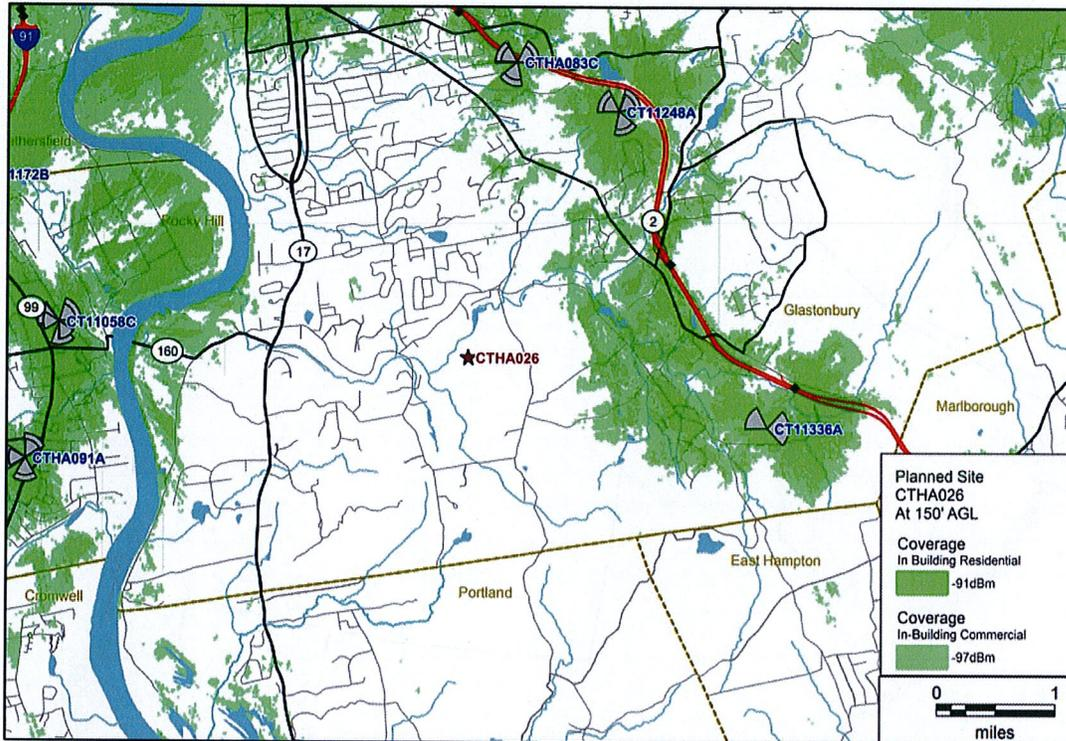 91
CTHA083C
CT11248A
thersfield
1172B
Rocky Hill
2
17
Glastonbury
99
CT11058C
160
CTHA026
Marlborough
CT11336A
CTHA091A
Planned Site
CTHA026
At 150' AGL
Coverage
In Building Residential
-91dBm
Coverage
In-Building Commercial
-97dBm
East Hampton
Cromwell
Portland
0 1
miles